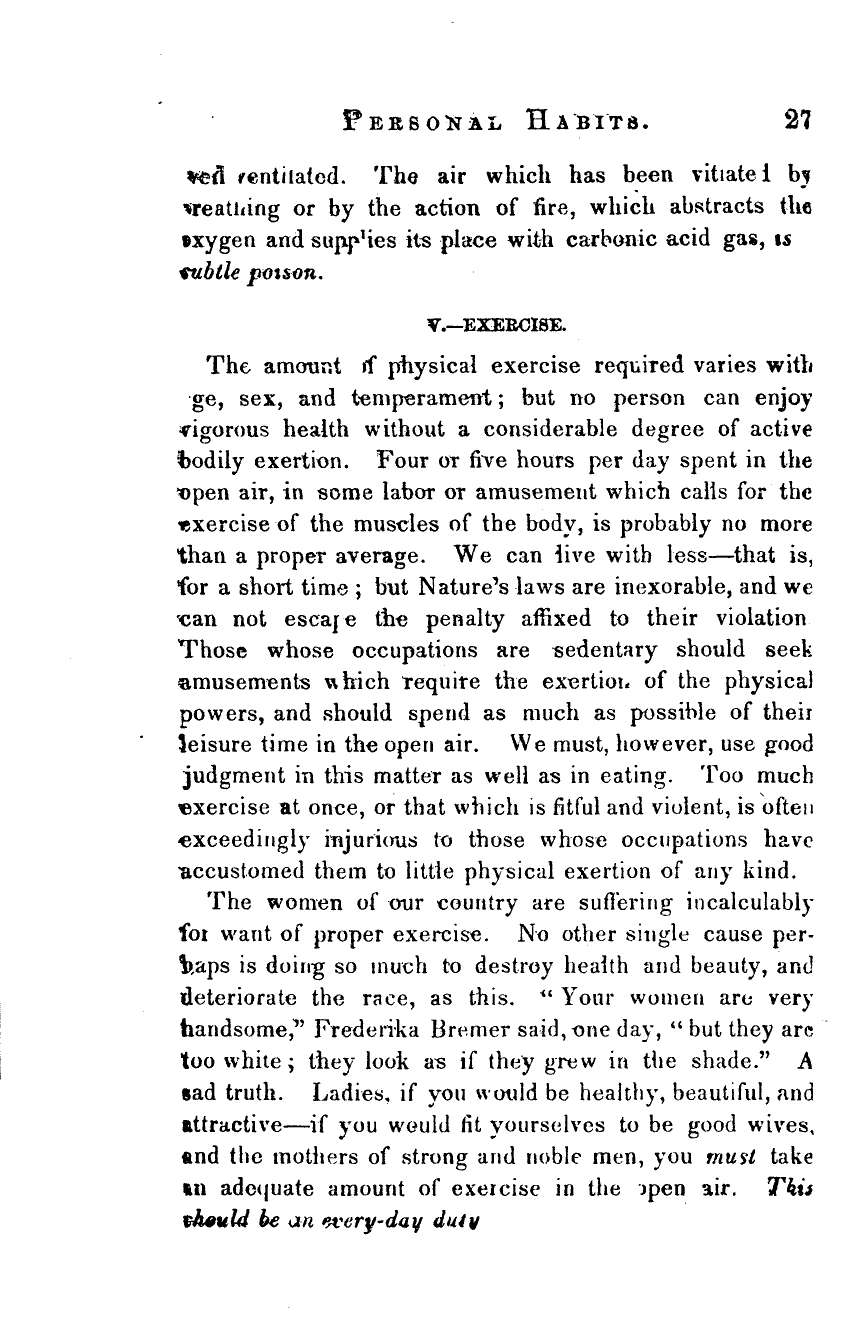 PERSONAL HABITS. 27
ventilated. The air which has been vitiated by
breathing or by the action of fire, which abstracts the
oxygen and supplies its place with carbonic acid gas, is
subtle poison.
V.—EXERCISE.
The amount of physical exercise required varies with
ge, sex, and temperament; but no person can enjoy
vigorous health without a considerable degree of active
bodily exertion. Four or five hours per day spent in the
open air, in some labor or amusement which calls for the
exercise of the muscles of the body, is probably no more
than a proper average. We can live with less—that is,
for a short time; but Nature's laws are inexorable, and we
can not escape the penalty affixed to their violation
Those whose occupations are sedentary should seek
amusements which require the exertion of the physical
powers, and should spend as much as possible of their
leisure time in the open air. We must, however, use good
judgment in this matter as well as in eating. Too much
exercise at once, or that which is fitful and violent, is often
exceedingly injurious to those whose occupations have
accustomed them to little physical exertion of any kind.
The women of our country are suffering incalculably
for want of proper exercise. No other single cause per-
haps is doing so much to destroy health and beauty, and
deteriorate the race, as this. "Your women are very
handsome," Frederika Bremer said, one day, "but they are
too white; they look as if they grew in the shade." A
sad truth. Ladies, if you would be healthy, beautiful, and
attractive—if you would fit yourselves to be good wives,
and the mothers of strong and noble men, you must take
an adequate amount of exercise in the open air. This
should be an every-day duty